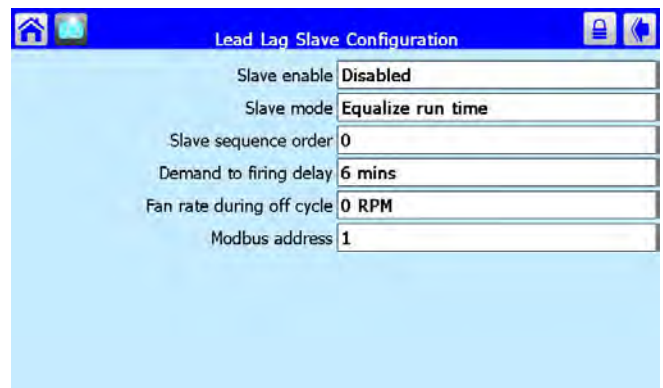 Lead Lag Slave Configuration
Slave enable Disabled
Slave mode Equalize run time
Slave sequence order 0
Demand to firing delay 6 mins
Fan rate during off cycle 0 RPM
Modbus address 1